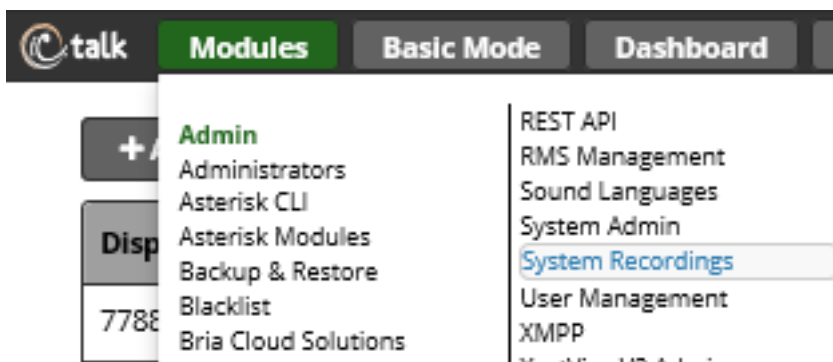 talk Modules Basic Mode Dashboard
Admin
Administrators
Asterisk CLI
Asterisk Modules
Backup & Restore
Blacklist
Bria Cloud Solutions
REST API
RMS Management
Sound Languages
System Admin
System Recordings
User Management
XMPP
+
Disp
7788